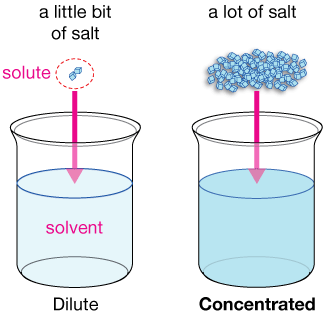 a little bit
of salt
a lot of salt
solute
solvent
Dilute
Concentrated